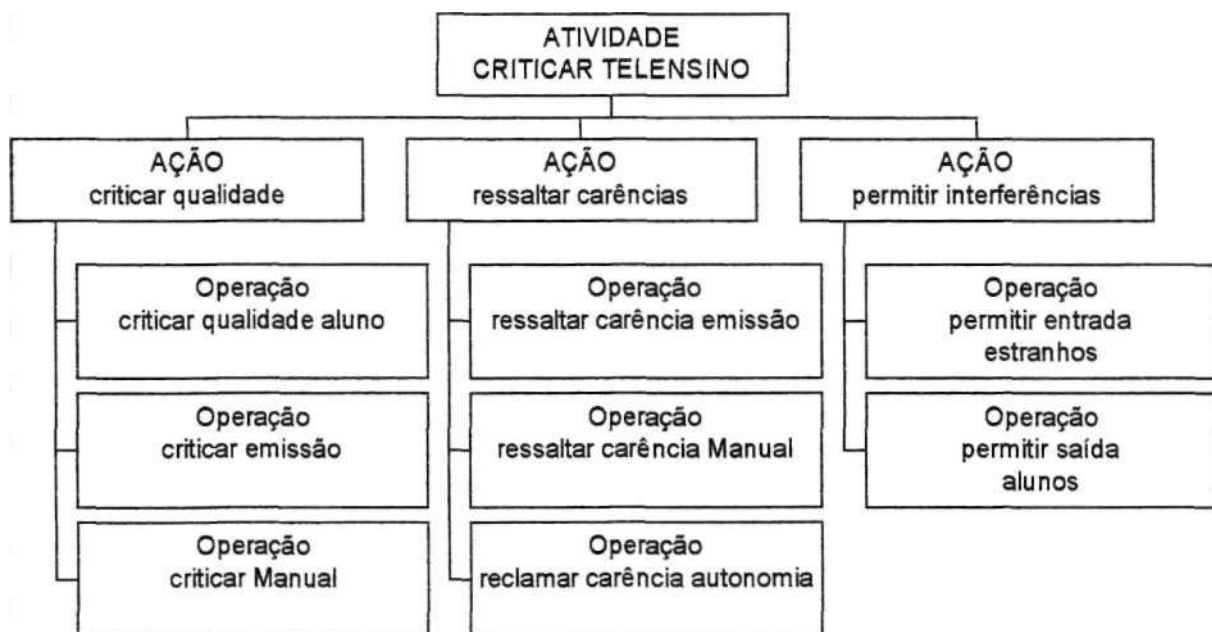 ATIVIDADE
CRITICAR TELENSINO
AÇÃO
criticar qualidade
AÇÃO
ressaltar carências
AÇÃO
permitir interferências
Operação
criticar qualidade aluno
Operação
criticar emissão
Operação
criticar Manual
Operação
ressaltar carência emissão
Operação
ressaltar carência Manual
Operação
reclamar carência autonomia
Operação
permitir entrada
estranhos
Operação
permitir saída
alunos